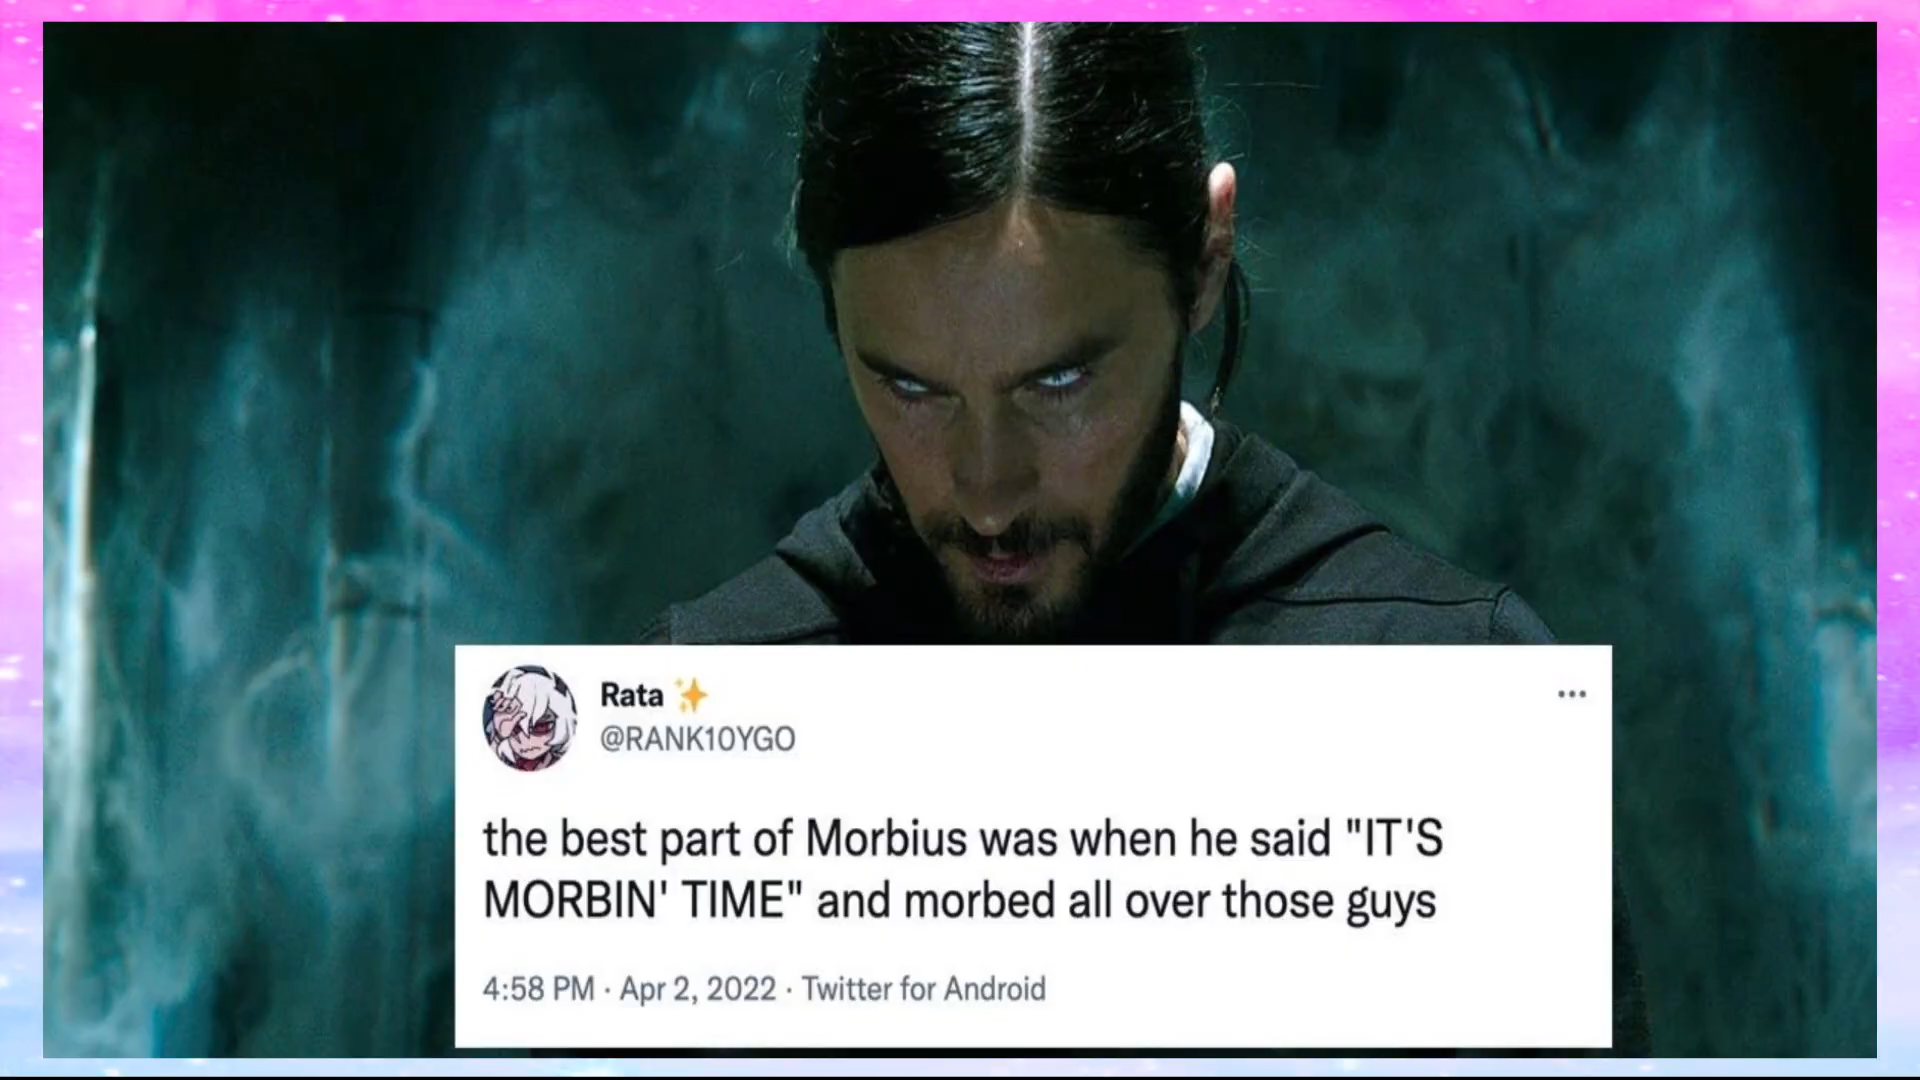 Rata ✨
@RANK10YGO
the best part of Morbius was when he said "IT'S
MORBIN' TIME" and morbed all over those guys
4:58 PM · Apr 2, 2022 · Twitter for Android